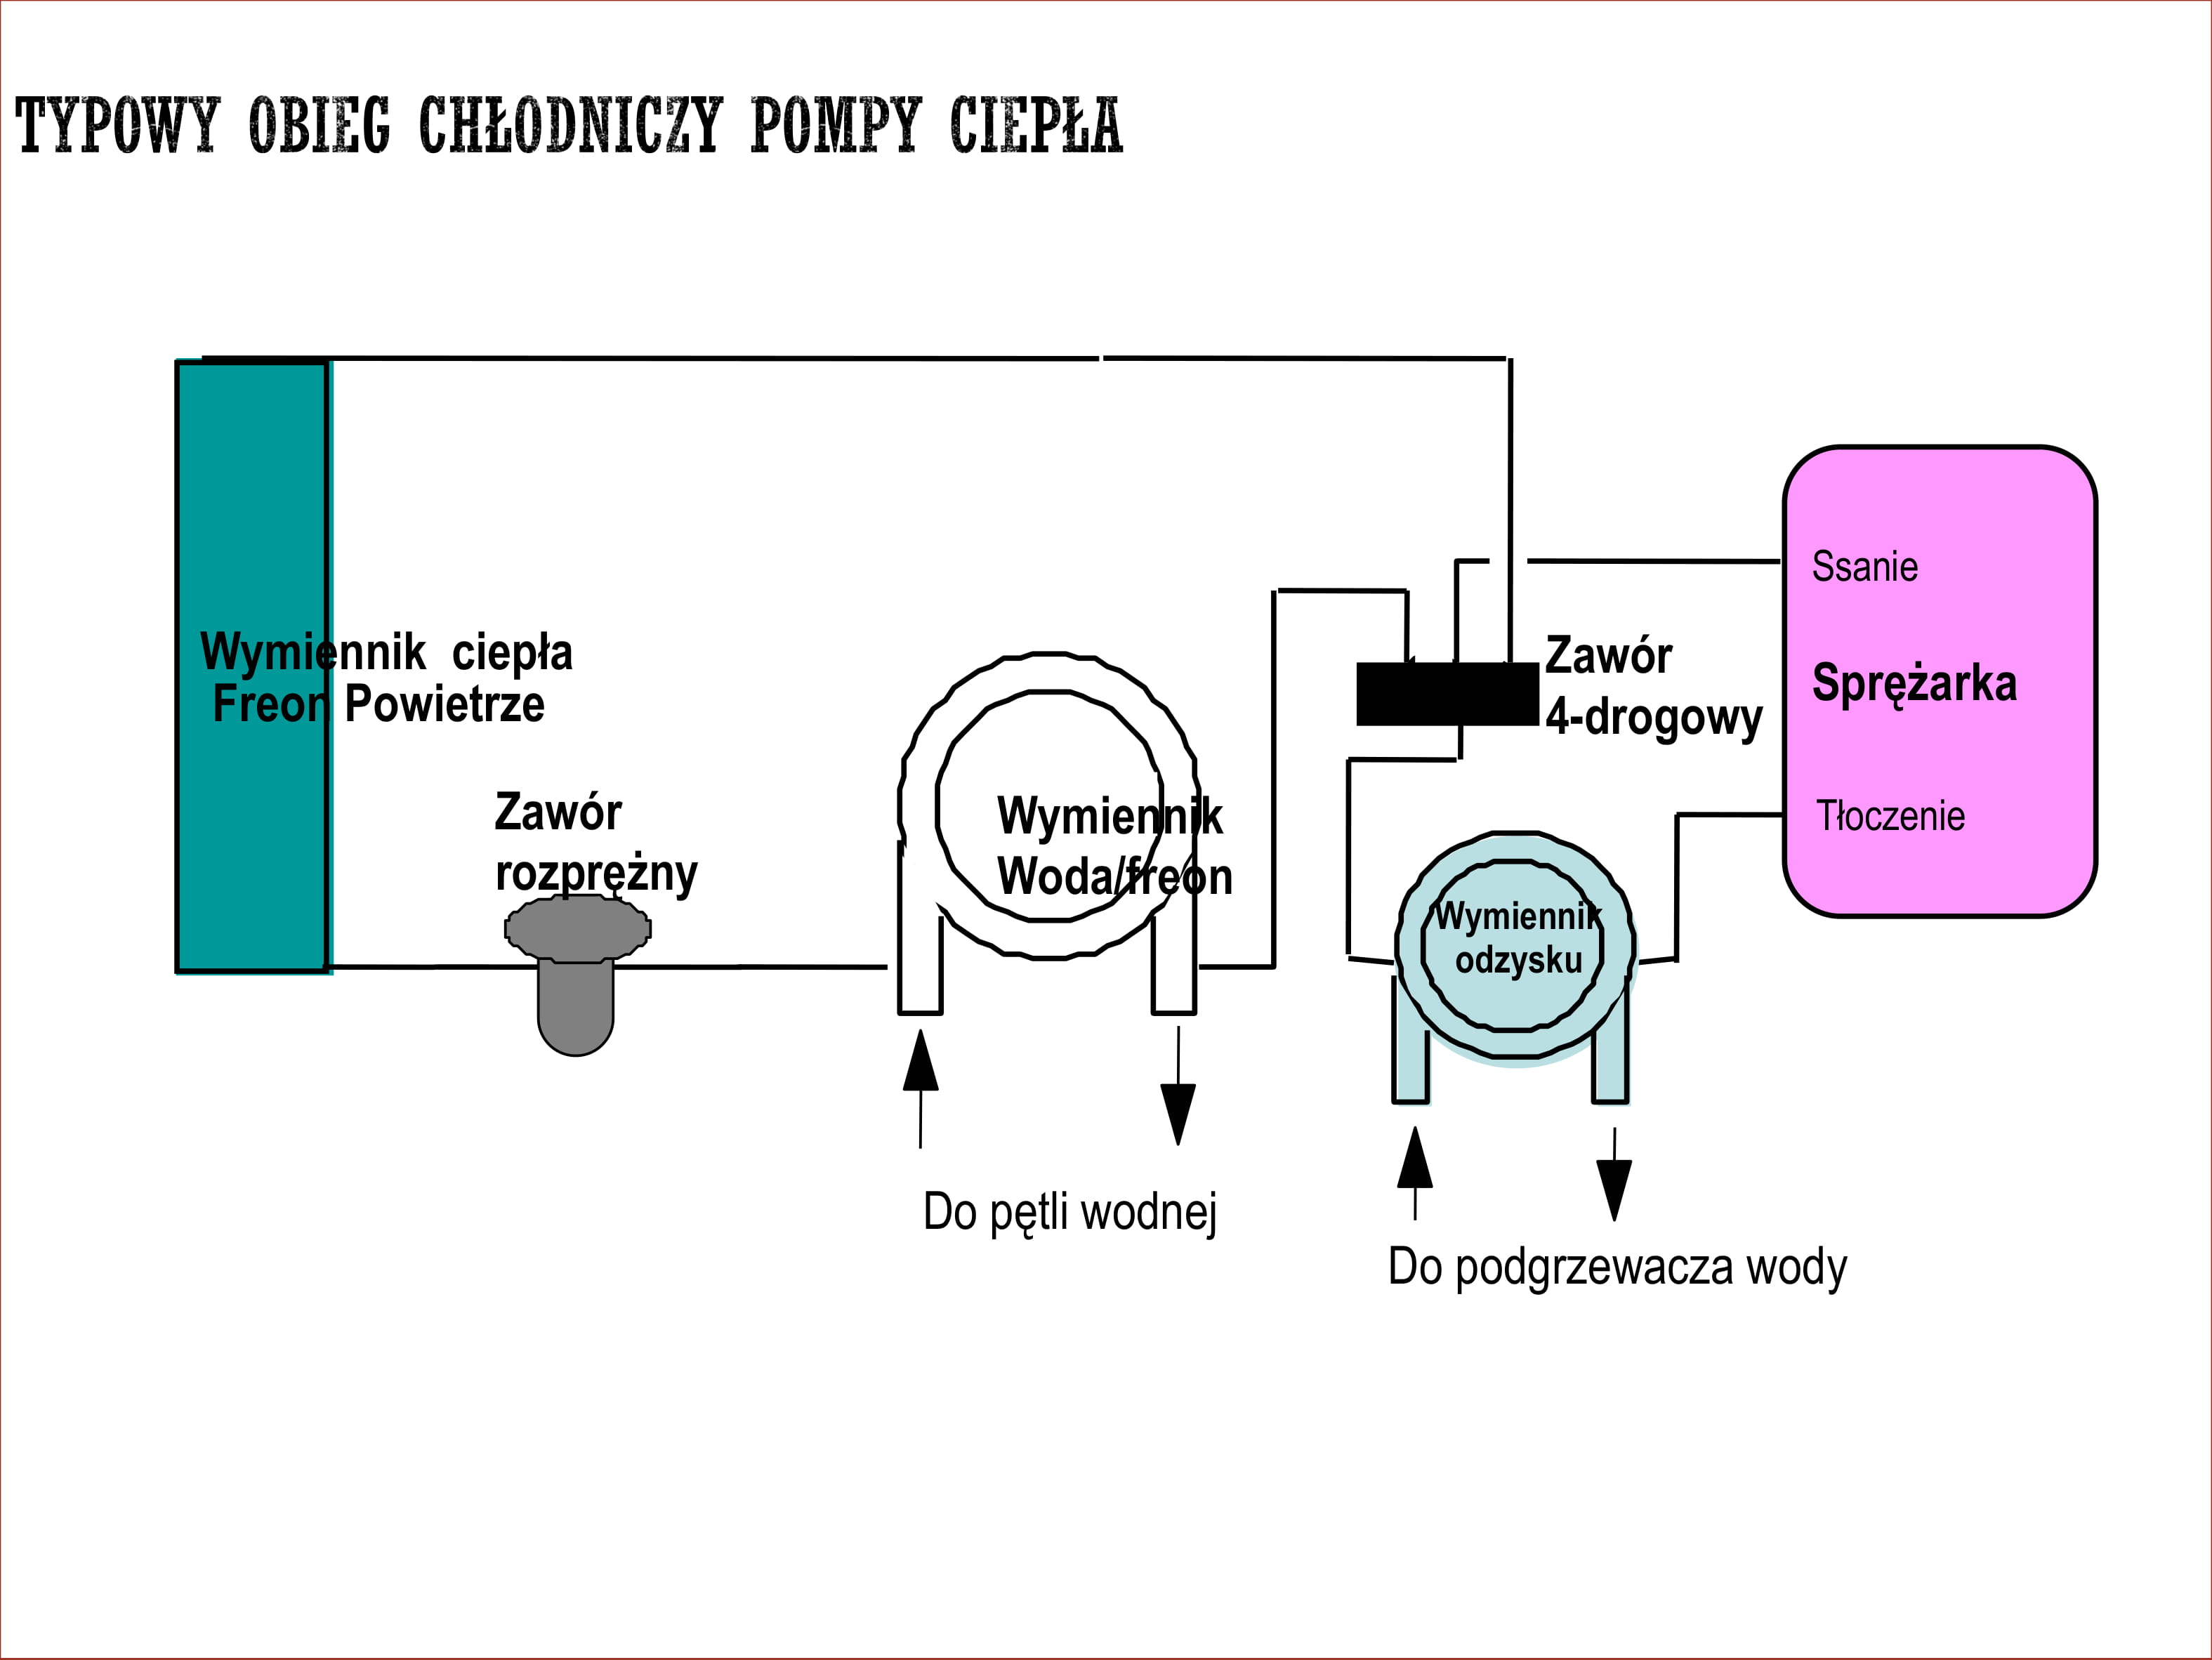 TYPOWY OBIEG CHŁODNICZY POMPY CIEPŁA
Ssanie
Wymiennik ciepła
Freon Powietrze
Zawór
4-drogowy
Sprężarka
Zawór
rozprężny
Wymiennik
Woda/freon
Tłoczenie
Wymiennik
odzysku
Do pętli wodnej
Do podgrzewacza wody